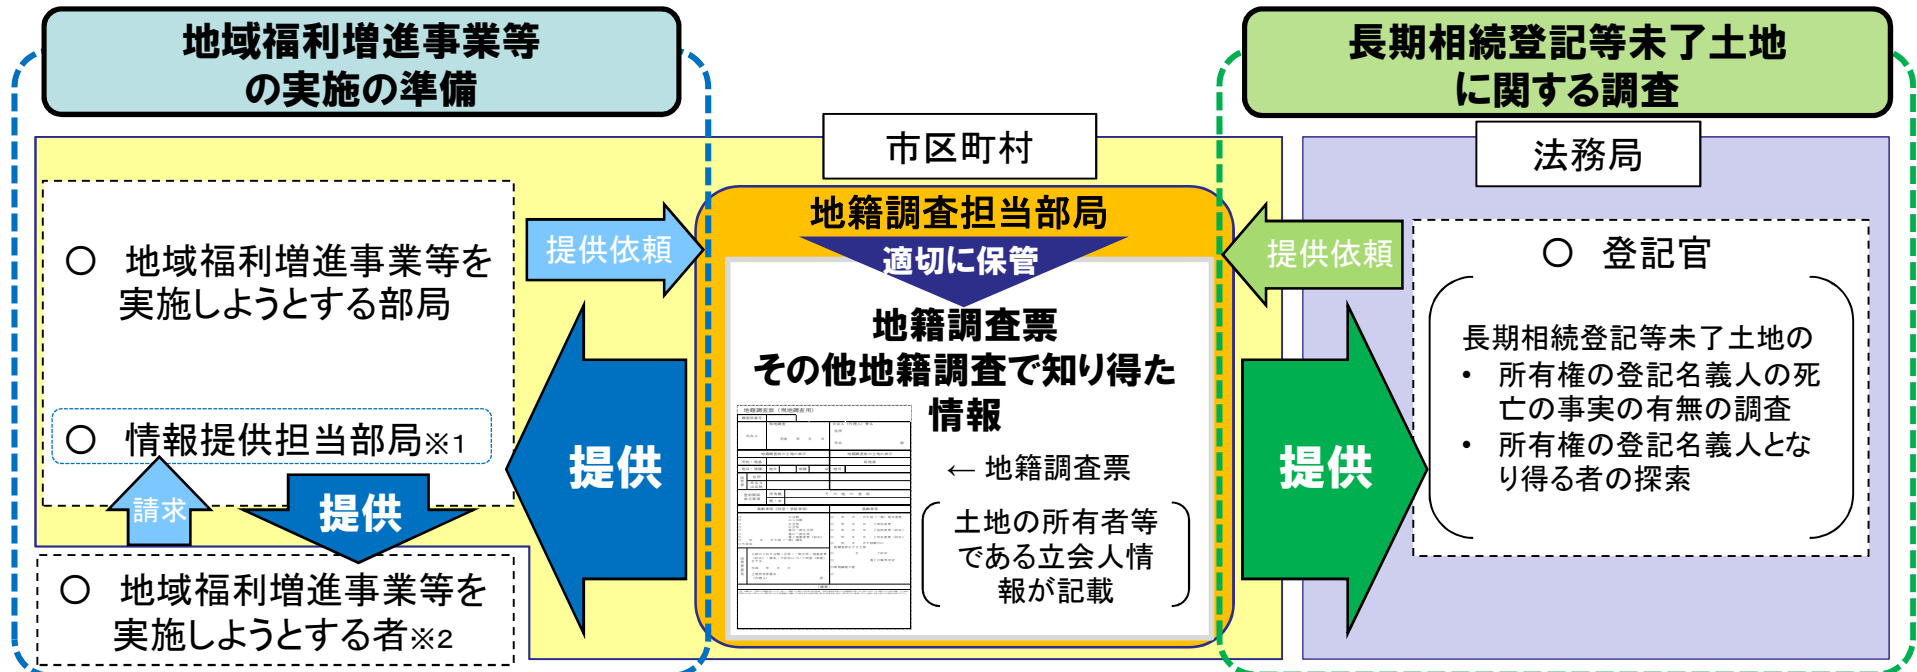 地域福利増進事業等
の実施の準備
長期相続登記等未了土地
に関する調査
市区町村
法務局
地籍調査担当部局
適切に保管
提供依頼
提供依頼
〇 地域福利増進事業等を
実施しようとする部局
〇 情報提供担当部局※1
請求
提供
〇 地域福利増進事業等を
実施しようとする者※2
提供
地籍調査票
その他地籍調査で知り得た
情報
地籍調査票（現地調査用）
← 地籍調査票
土地の所有者等
である立会人情
報が記載
提供
〇 登記官
長期相続登記等未了土地の
• 所有権の登記名義人の死
亡の事実の有無の調査
• 所有権の登記名義人とな
り得る者の探索